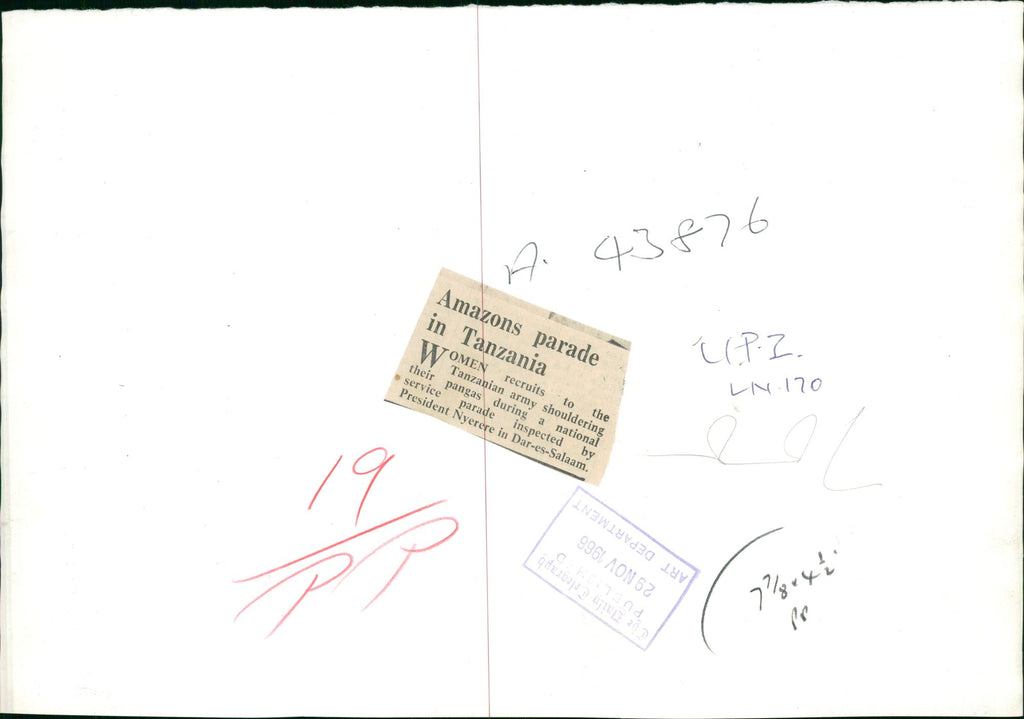 A. 43876
Amazons parade
in Tanzania
WOMEN recruits to the
Tanzanian army shouldering
their pangas during a national
service parade inspected by
President Nyerere in Dar-es-Salaam.
U.P.I.
LN.170
19
PP
The Daily Telegraph
29 NOV 1966
ART DEPARTMENT
7 7/8 x 4 1/2
PP